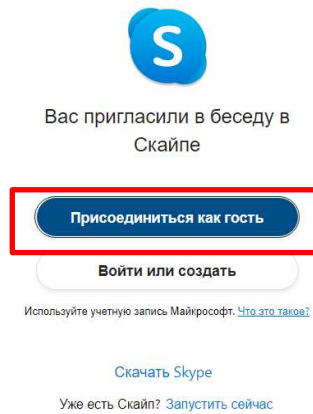 S
Вас пригласили в беседу в
Скайпе
Присоединиться как гость
Войти или создать
Используйте учетную запись Майкрософт. Что это такое?
Скачать Skype
Уже есть Скайп? Запустить сейчас